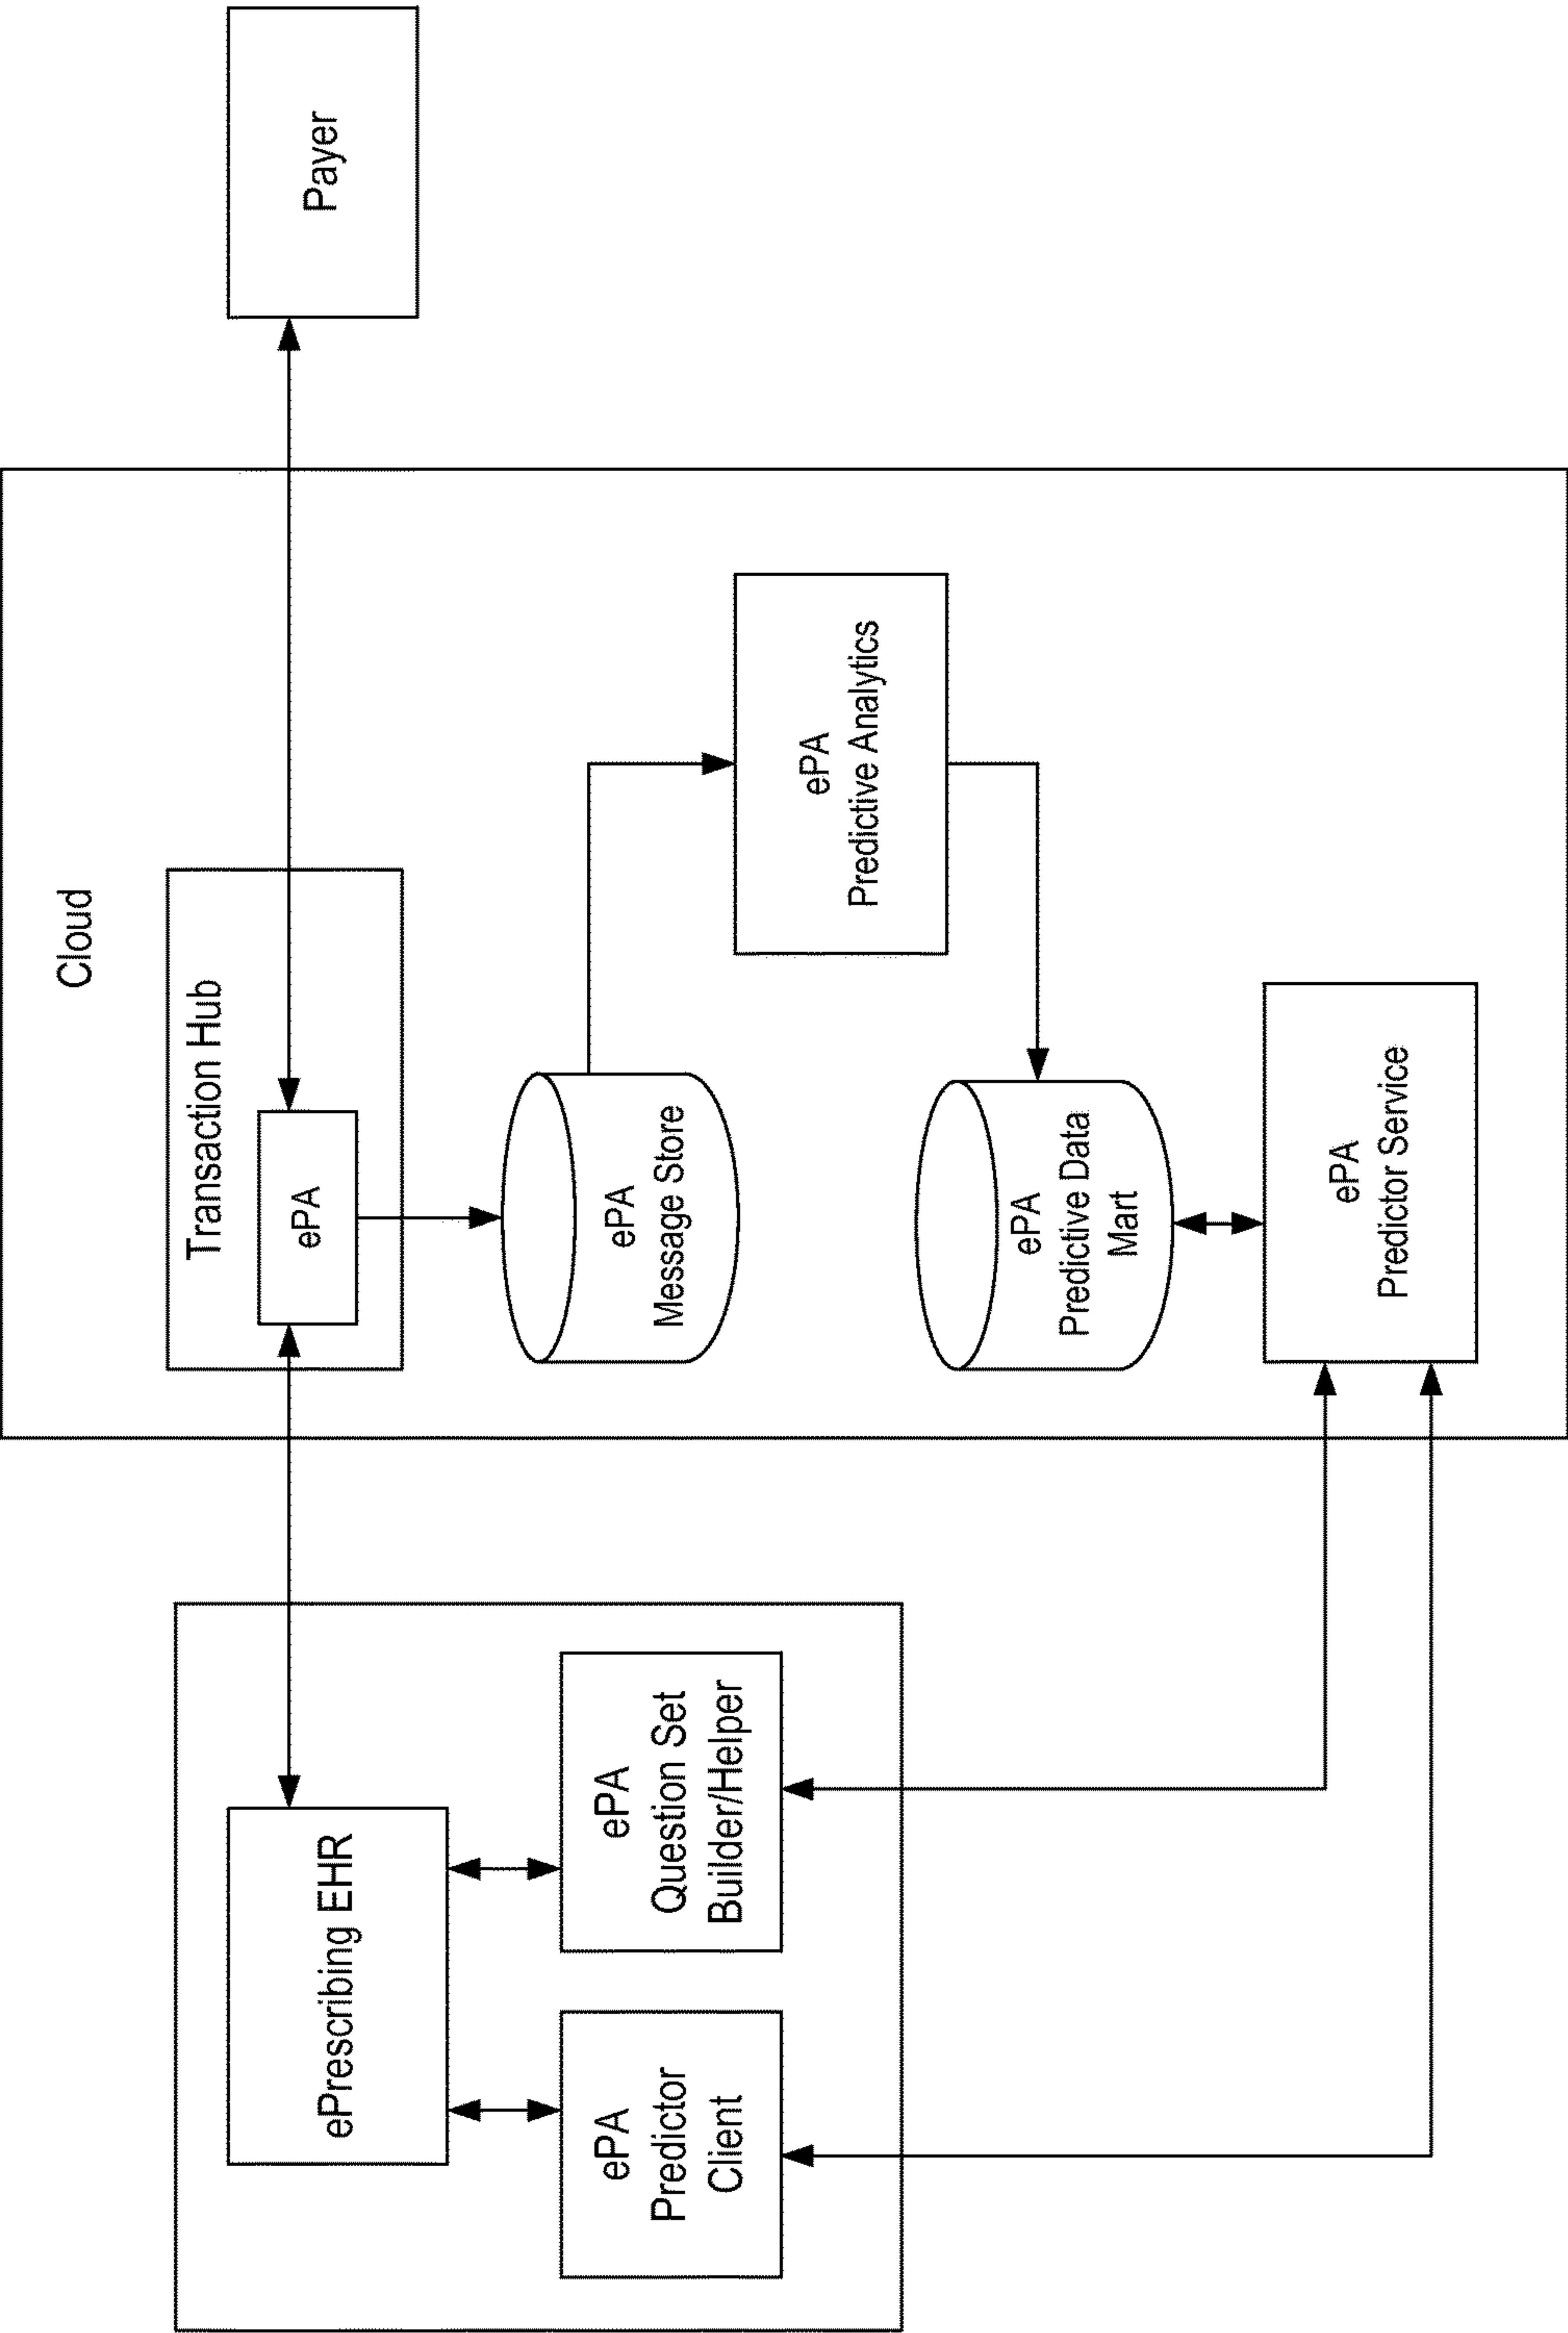 Cloud
Transaction Hub
ePA
Payer
ePrescribing EHR
ePA
Predictor
Client
ePA
Question Set
Builder/Helper
ePA
Message Store
ePA
Predictive Analytics
ePA
Predictive Data
Mart
ePA
Predictor Service